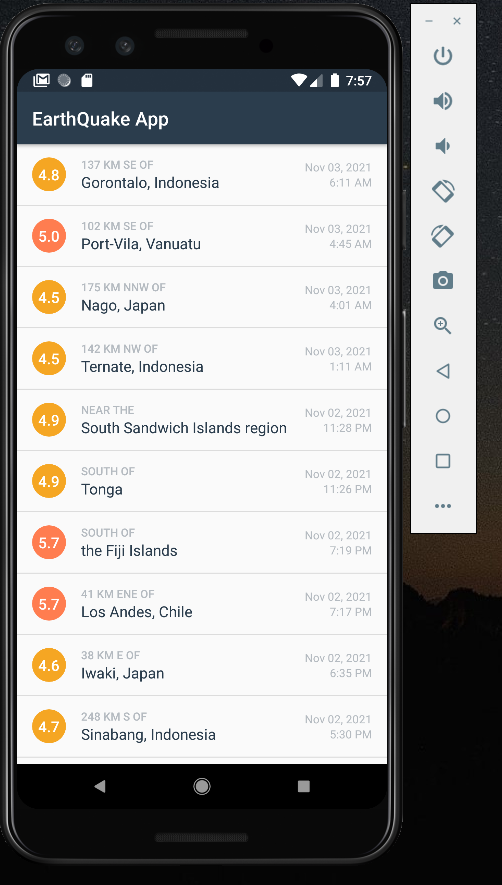 7:57
EarthQuake App
4.8
137 KM SE OF
Gorontalo, Indonesia
Nov 03, 2021
6:11 AM
5.0
102 KM SE OF
Port-Vila, Vanuatu
Nov 03, 2021
4:45 AM
4.5
175 KM NNW OF
Nago, Japan
Nov 03, 2021
4:01 AM
4.5
142 KM NW OF
Ternate, Indonesia
Nov 03, 2021
1:11 AM
4.9
NEAR THE
South Sandwich Islands region
Nov 02, 2021
11:28 PM
4.9
SOUTH OF
Tonga
Nov 02, 2021
11:26 PM
5.7
SOUTH OF
the Fiji Islands
Nov 02, 2021
7:19 PM
5.7
41 KM ENE OF
Los Andes, Chile
Nov 02, 2021
7:17 PM
4.6
38 KM E OF
Iwaki, Japan
Nov 02, 2021
6:35 PM
4.7
248 KM S OF
Sinabang, Indonesia
Nov 02, 2021
5:30 PM